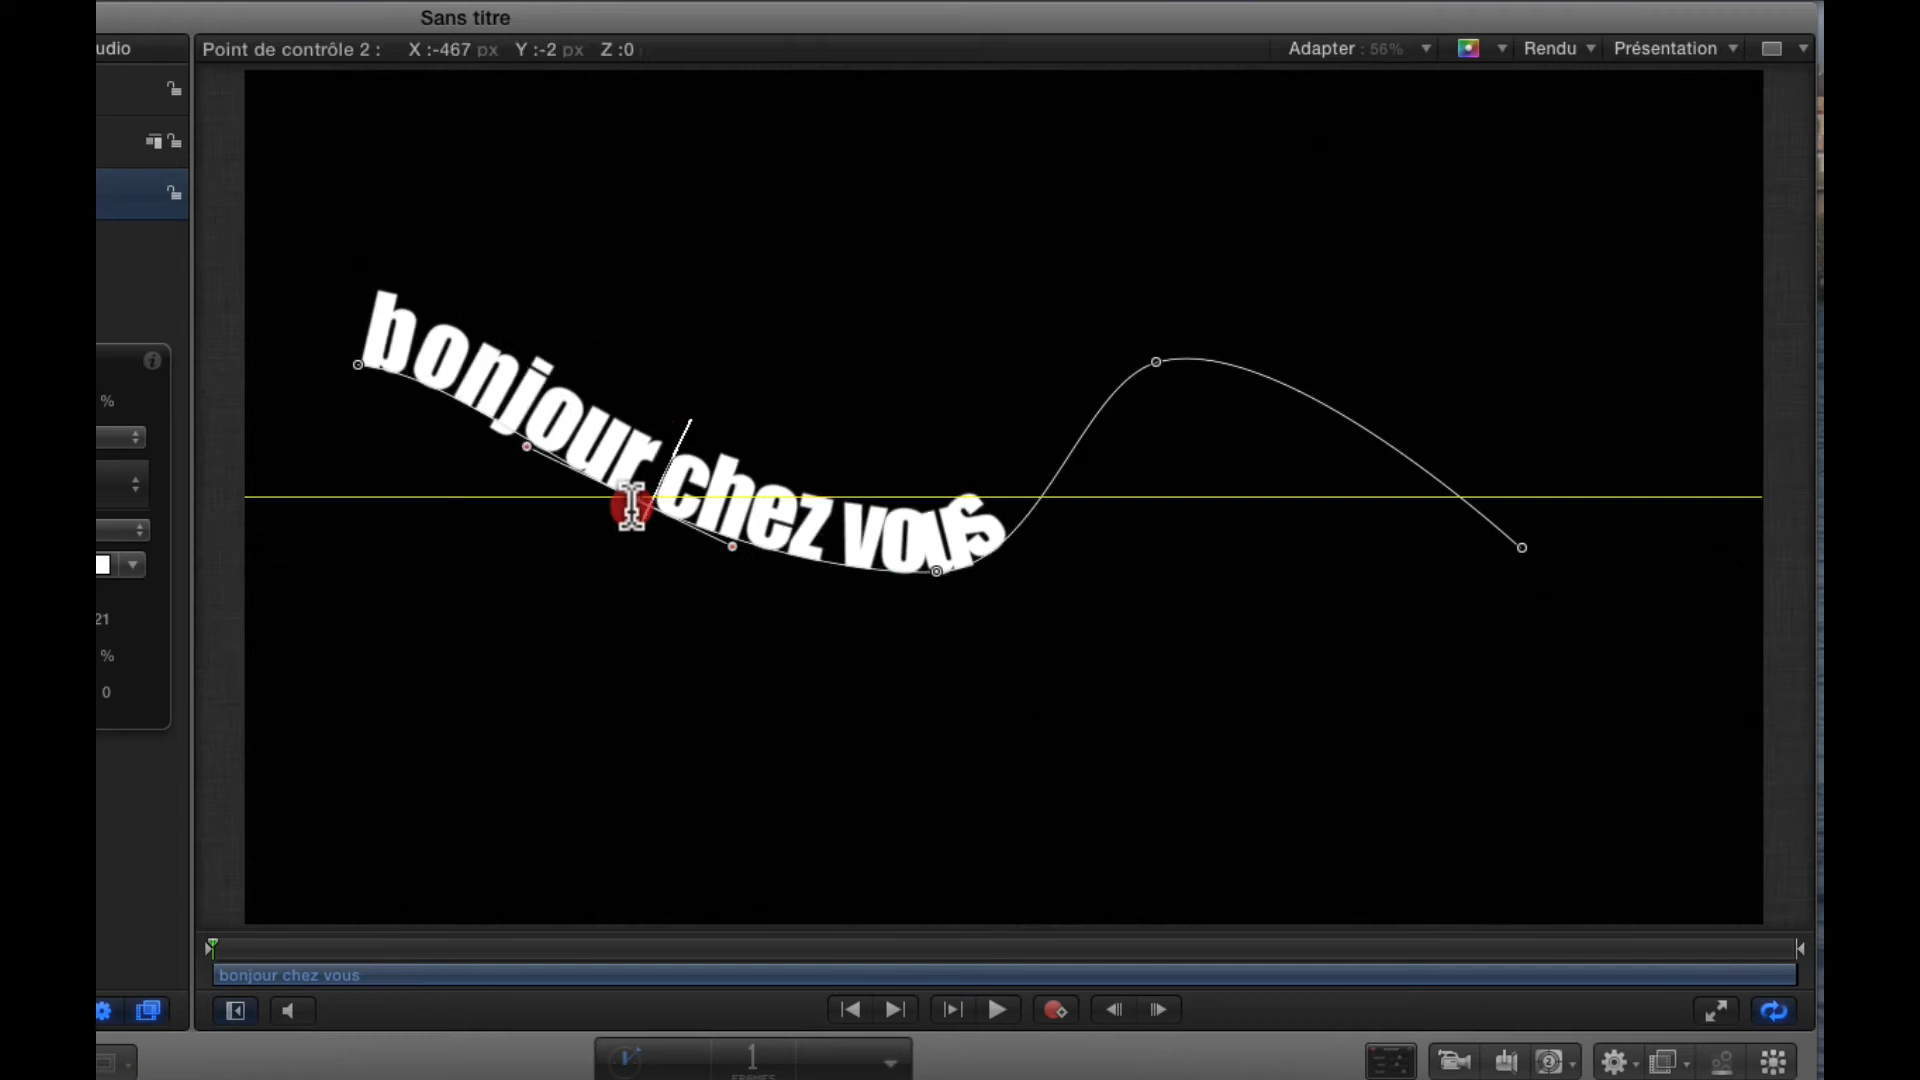 Sans titre
udio
Point de contrôle 2 : X :-467 px Y :-2 px Z :0
Adapter : 56%
Rendu
Présentation
%
21
%
0
bonjour chez vous
bonjour chez vous
1
FRAMES